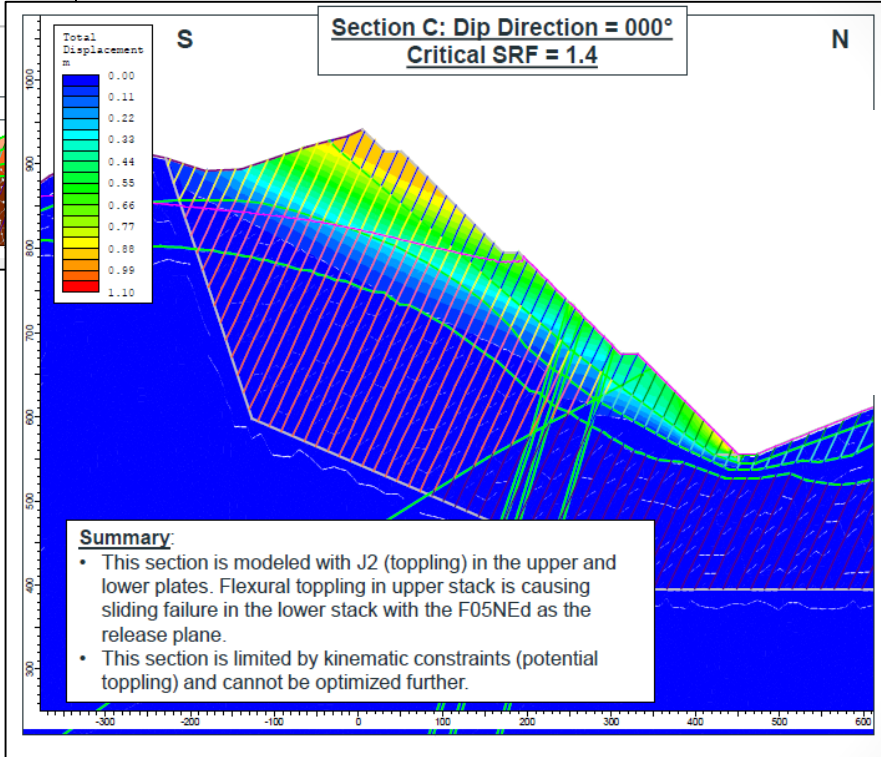 Section C: Dip Direction = 000°
Critical SRF = 1.4
S
N
Total
Displacement
m
0.00
0.11
0.22
0.33
0.44
0.55
0.66
0.77
0.88
0.99
1.10
1000
900
800
700
600
500
400
300
Summary:
• This section is modeled with J2 (toppling) in the upper and
lower plates. Flexural toppling in upper stack is causing
sliding failure in the lower stack with the F05NEd as the
release plane.
• This section is limited by kinematic constraints (potential
toppling) and cannot be optimized further.
-300
-200
-100
0
100
200
300
400
500
600